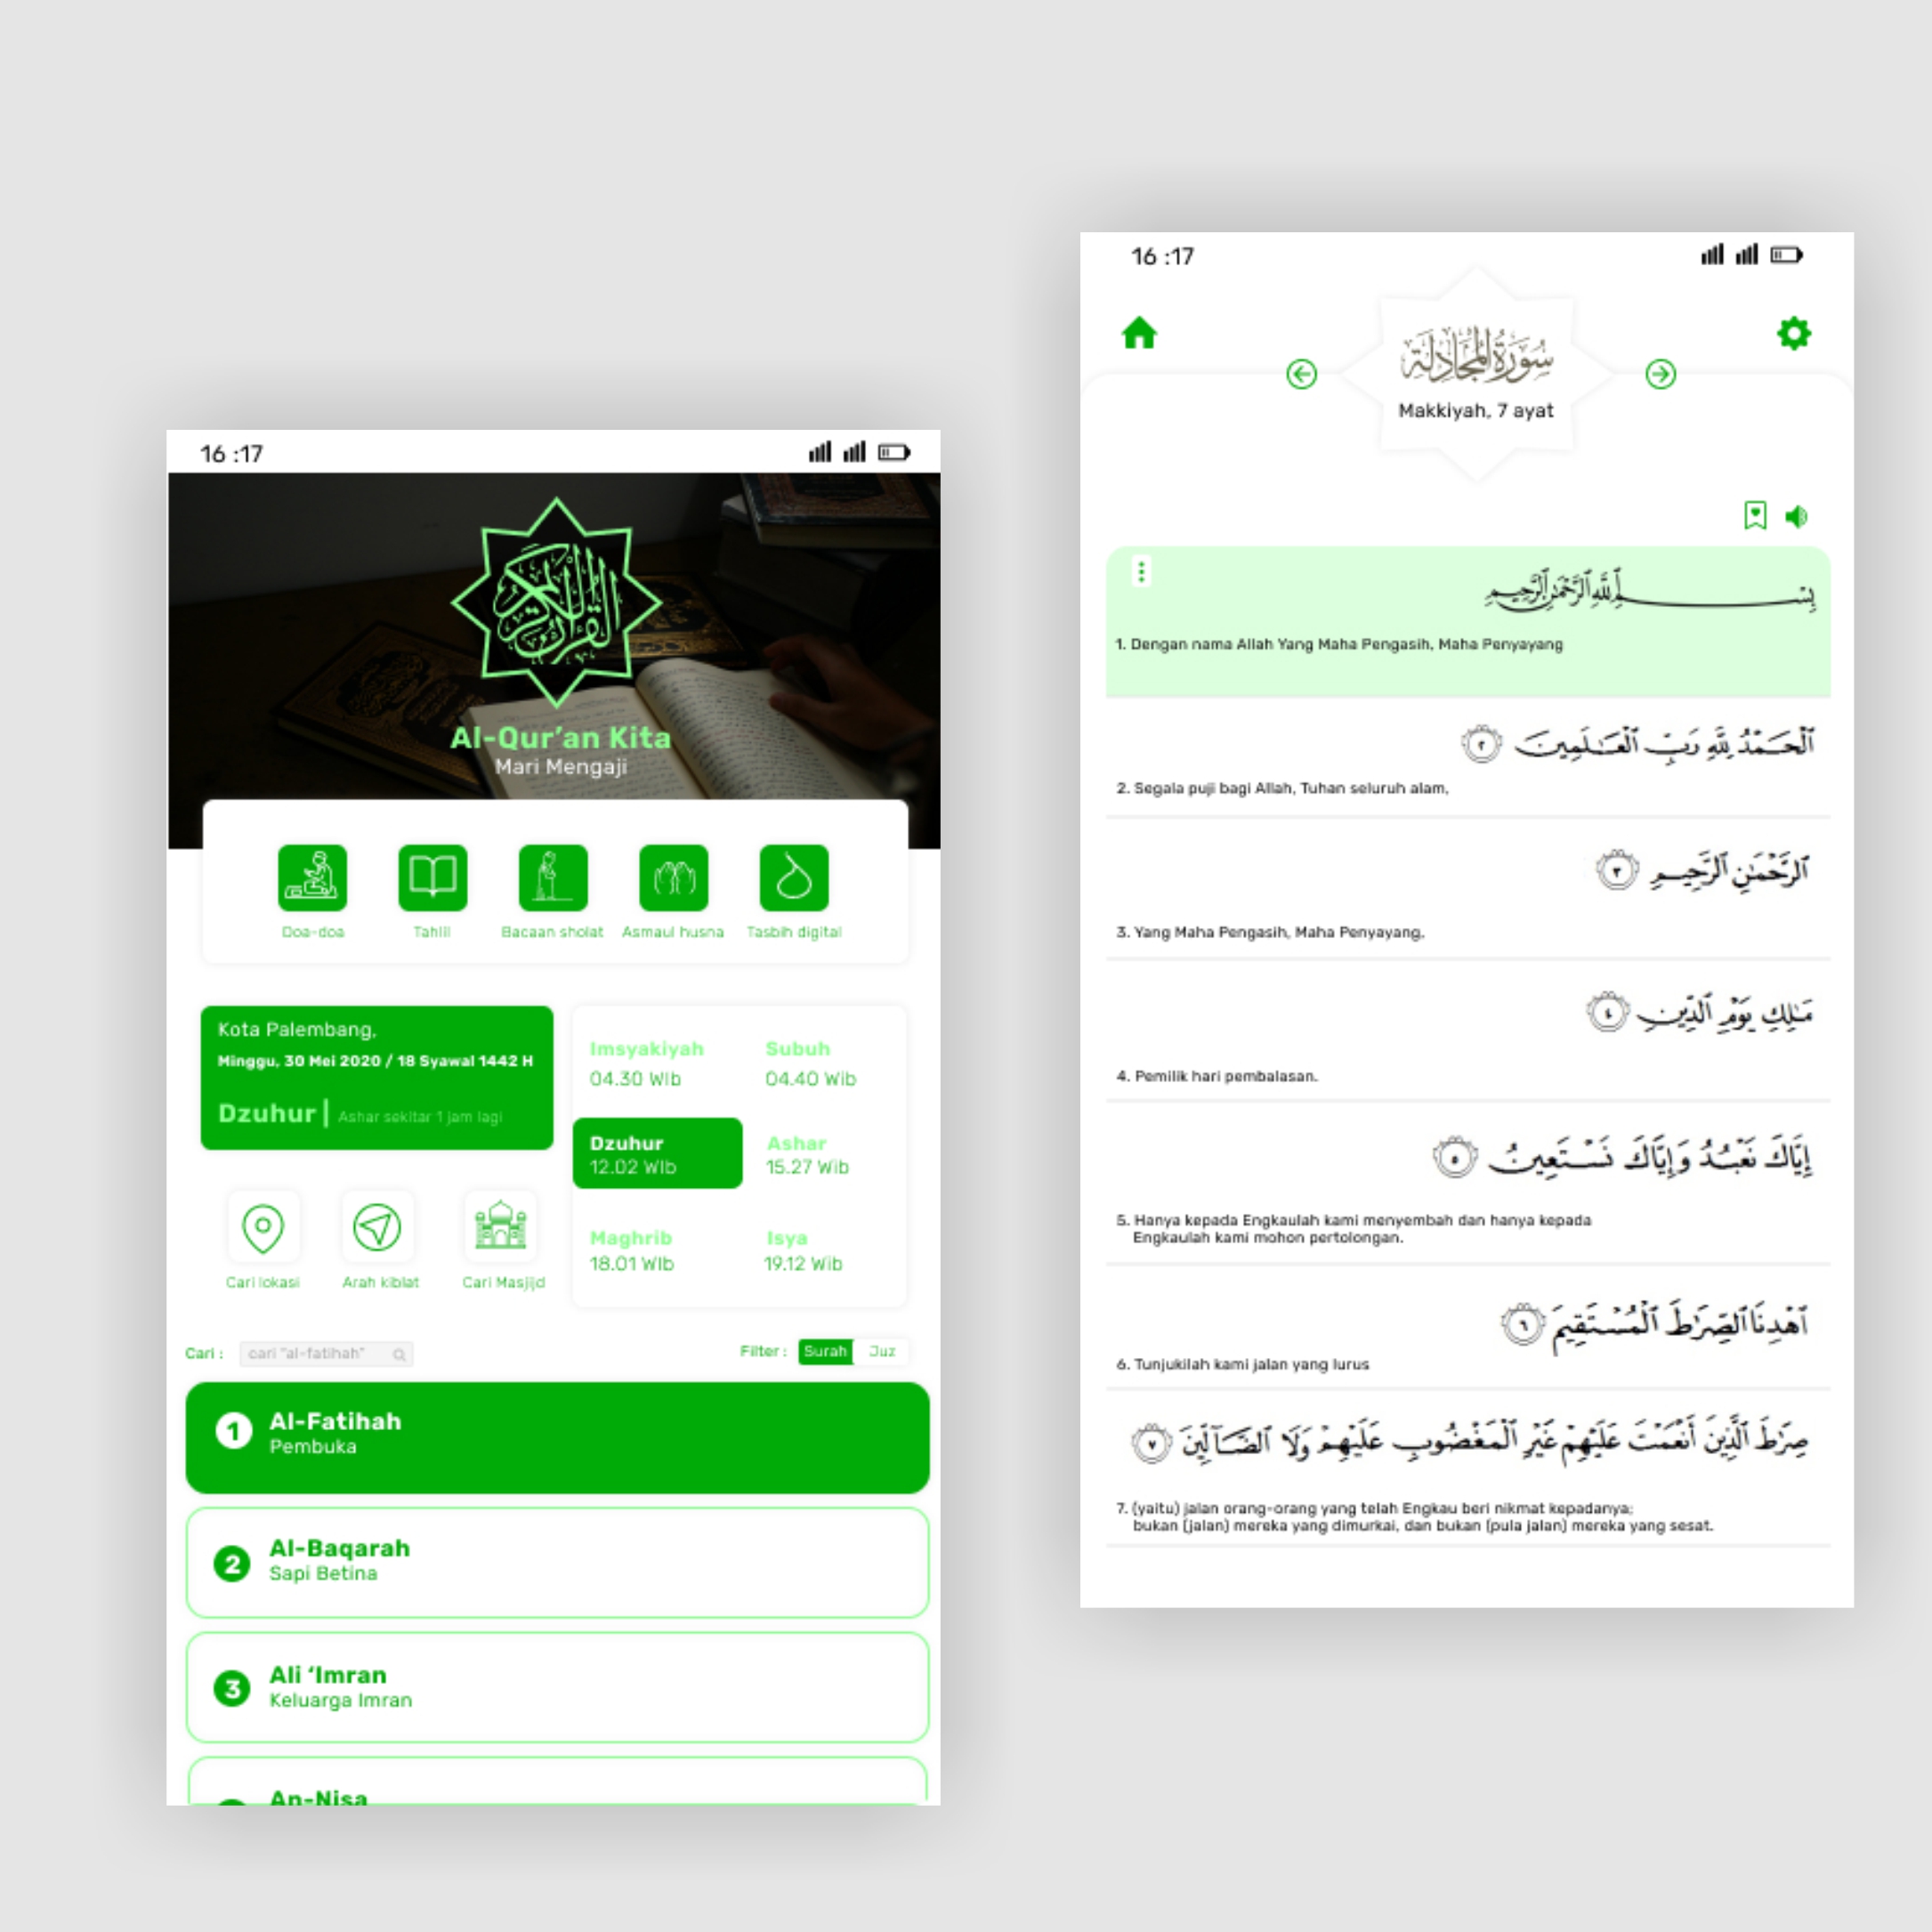 16 :17
القرآن الكريم
Al-Qur’an Kita
Mari Mengaji
Doa-doa
Tahlil
Bacaan sholat
Asmaul husna
Tasbih digital
Kota Palembang,
Minggu, 30 Mei 2020 / 18 Syawal 1442 H
Dzuhur | Ashar sekitar 1 jam lagi
Imsyakiyah
04.30 WIb
Subuh
04.40 Wib
Dzuhur
12.02 WIb
Ashar
15.27 Wib
Maghrib
18.01 WIb
Isya
19.12 Wib
Cari lokasi
Arah kiblat
Cari Masjid
Cari :
cari "al-fatihah"
Filter :
Surah
Juz
1
Al-Fatihah
Pembuka
2
Al-Baqarah
Sapi Betina
3
Ali ‘Imran
Keluarga Imran
An-Nisa
16 :17
سُورَةُ المُجَادلَة
Makkiyah, 7 ayat
بِسْمِ ٱللَّهِ ٱلرَّحْمَٰنِ ٱلرَّحِيمِ
1. Dengan nama Allah Yang Maha Pengasih, Maha Penyayang
ٱلْحَمْدُ لِلَّهِ رَبِّ ٱلْعَٰلَمِينَ ٢
2. Segala puji bagi Allah, Tuhan seluruh alam,
ٱلرَّحْمَٰنِ ٱلرَّحِيمِ ٣
3. Yang Maha Pengasih, Maha Penyayang,
مَٰلِكِ يَوْمِ ٱلدِّينِ ٤
4. Pemilik hari pembalasan.
إِيَّاكَ نَعْبُدُ وَإِيَّاكَ نَسْتَعِينُ ٥
5. Hanya kepada Engkaulah kami menyembah dan hanya kepada
Engkaulah kami mohon pertolongan.
ٱهْدِنَا ٱلصِّرَٰطَ ٱلْمُسْتَقِيمَ ٦
6. Tunjukilah kami jalan yang lurus
صِرَٰطَ ٱلَّذِينَ أَنْعَمْتَ عَلَيْهِمْ غَيْرِ ٱلْمَغْضُوبِ عَلَيْهِمْ وَلَا ٱلضَّآلِّينَ ٧
7. (yaitu) jalan orang-orang yang telah Engkau beri nikmat kepadanya;
bukan (jalan) mereka yang dimurkai, dan bukan (pula jalan) mereka yang sesat.